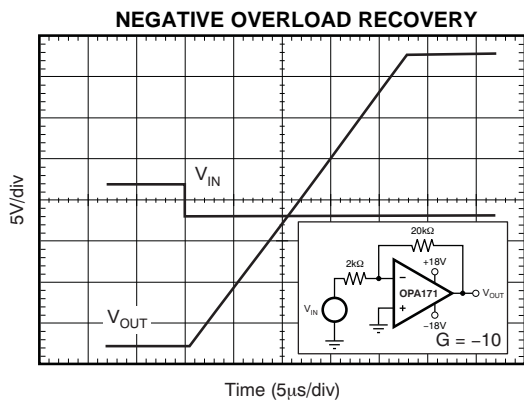 NEGATIVE OVERLOAD RECOVERY
V_IN
5V/div
20kΩ
2kΩ
+18V
−
OPA171
V_OUT
+
V_IN
−18V
V_OUT
G = −10
Time (5µs/div)